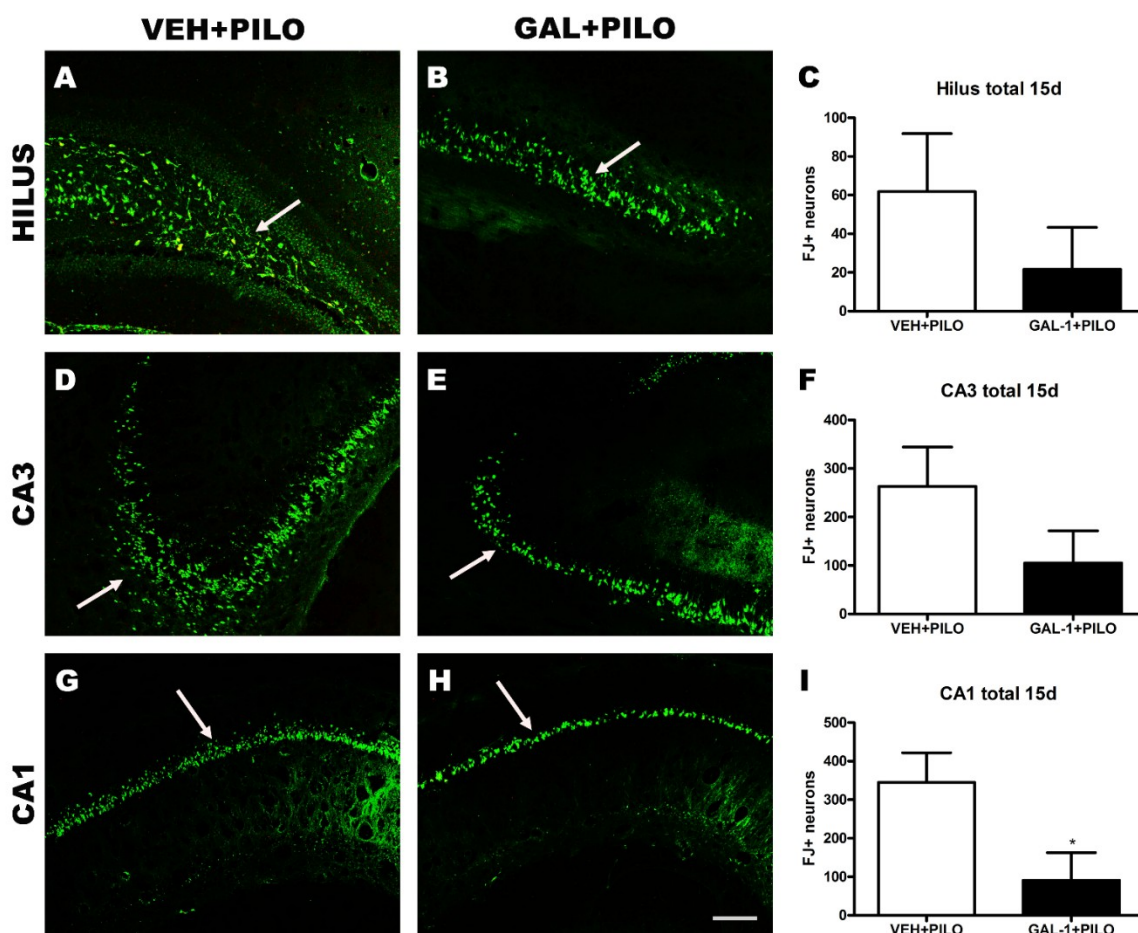 VEH+PILO
GAL+PILO
HILUS
A
B
C
Hilus total 15d
FJ+ neurons
100
80
60
40
20
0
VEH+PILO
GAL-1+PILO
CA3
D
E
F
CA3 total 15d
FJ+ neurons
400
300
200
100
0
VEH+PILO
GAL-1+PILO
CA1
G
H
I
CA1 total 15d
FJ+ neurons
500
400
300
200
100
0
*
VEH+PILO
GAL-1+PILO